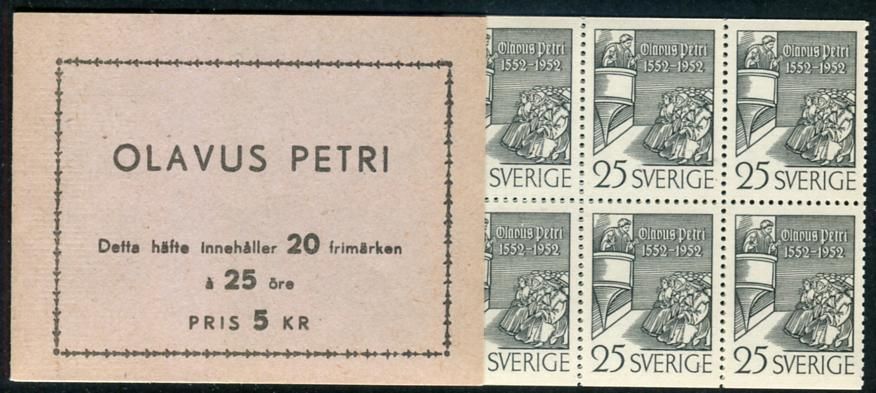 OLAVUS PETRI
Detta häfte innehåller 20 frimärken
à 25 öre
PRIS 5 KR
Olavus Petri
1552-1952
SVERIGE
Olavus Petri
1552-1952
25 SVERIGE
Olavus Petri
1552-1952
25 SVERIGE
Olavus Petri
1552-1952
SVERIGE
Olavus Petri
1552-1952
25 SVERIGE
Olavus Petri
1552-1952
25 SVERIGE